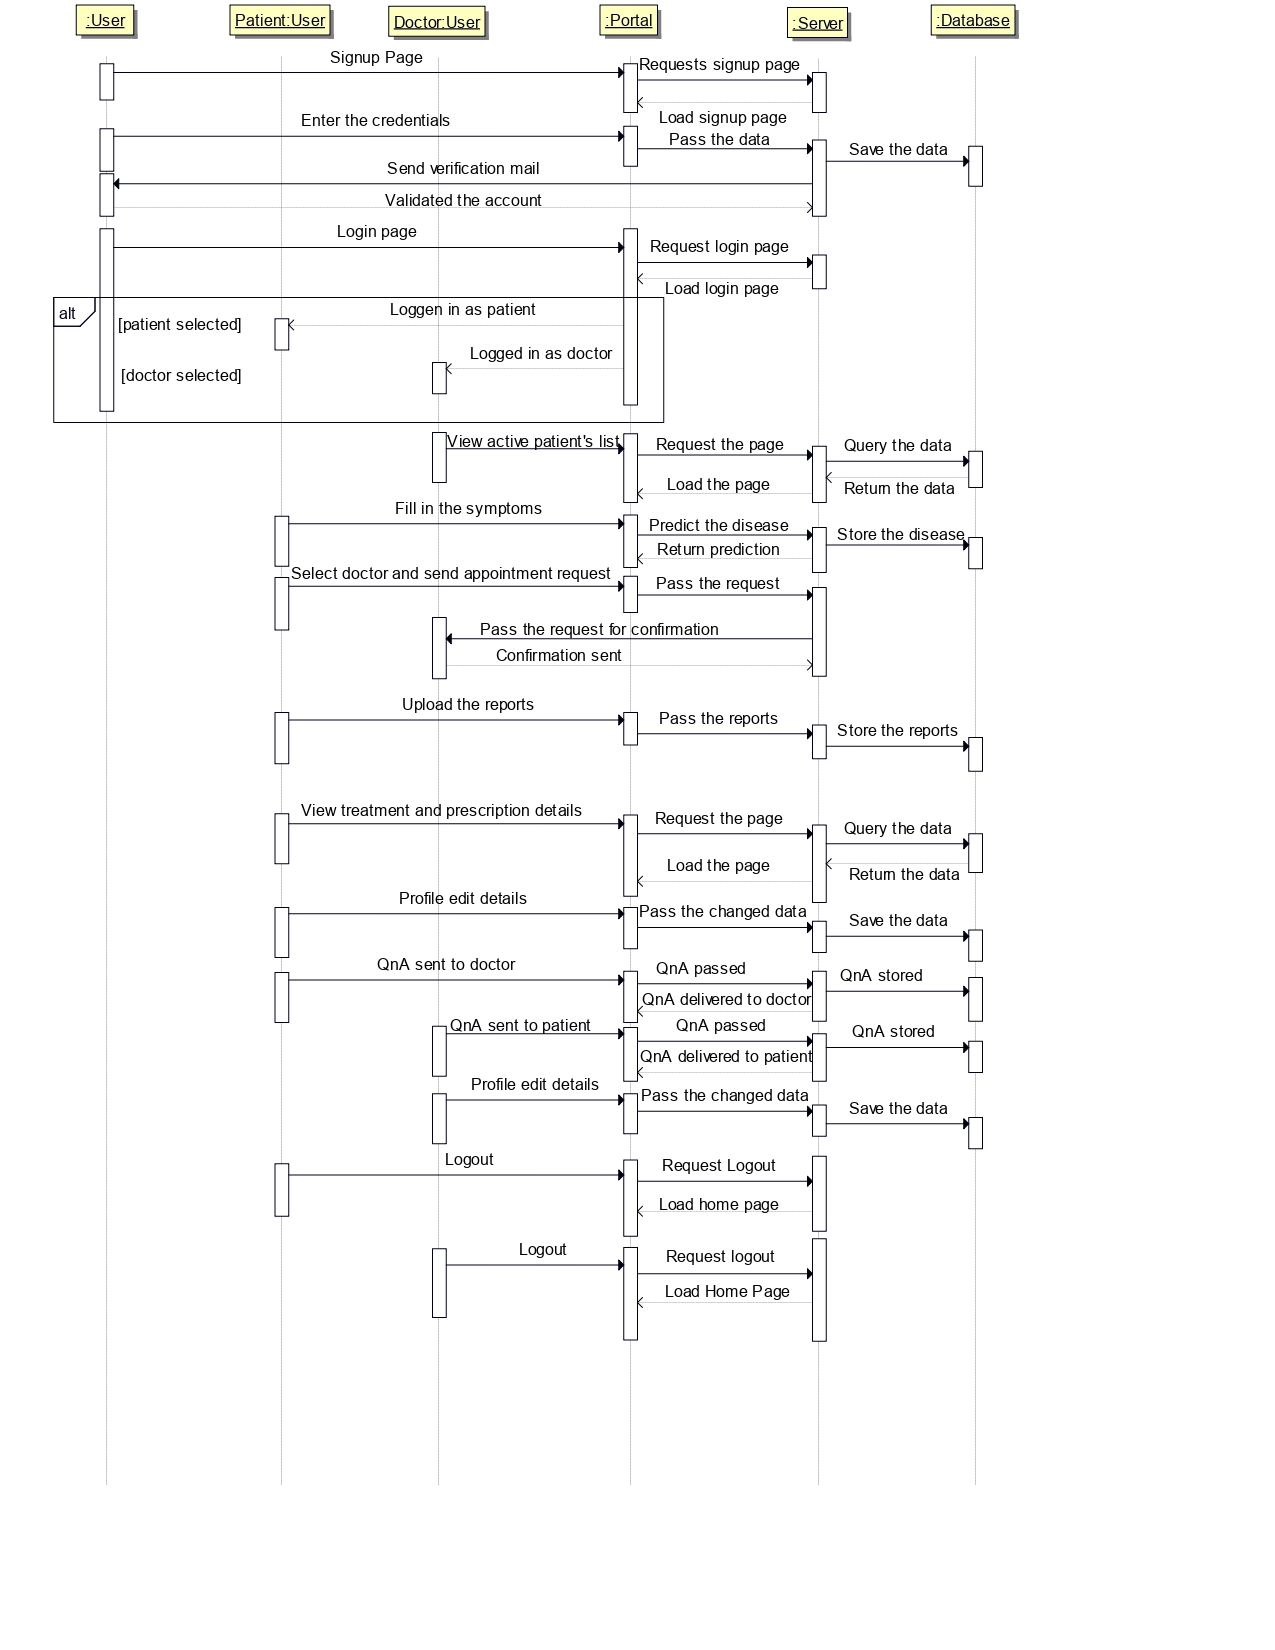 :User
Patient:User
Doctor:User
:Portal
:Server
:Database
Signup Page
Requests signup page
Load signup page
Enter the credentials
Pass the data
Save the data
Send verification mail
Validated the account
Login page
Request login page
Load login page
alt
Loggen in as patient
[patient selected]
Logged in as doctor
[doctor selected]
View active patient's list
Request the page
Query the data
Load the page
Return the data
Fill in the symptoms
Predict the disease
Store the disease
Return prediction
Select doctor and send appointment request
Pass the request
Pass the request for confirmation
Confirmation sent
Upload the reports
Pass the reports
Store the reports
View treatment and prescription details
Request the page
Query the data
Load the page
Return the data
Profile edit details
Pass the changed data
Save the data
QnA sent to doctor
QnA passed
QnA stored
QnA delivered to doctor
QnA sent to patient
QnA passed
QnA stored
QnA delivered to patient
Profile edit details
Pass the changed data
Save the data
Logout
Request Logout
Load home page
Logout
Request logout
Load Home Page